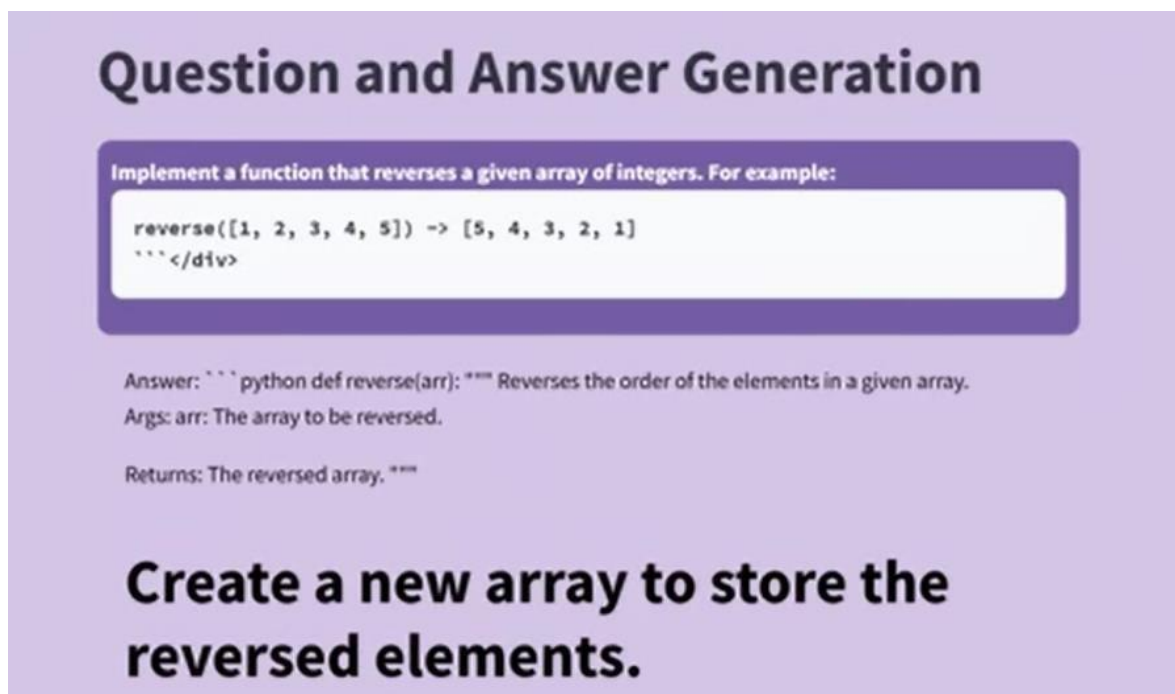 Question and Answer Generation
Implement a function that reverses a given array of integers. For example:
reverse([1, 2, 3, 4, 5]) -> [5, 4, 3, 2, 1]
```</div>
Answer: ```python def reverse(arr): """ Reverses the order of the elements in a given array.
Args: arr: The array to be reversed.
Returns: The reversed array. """
Create a new array to store the
reversed elements.